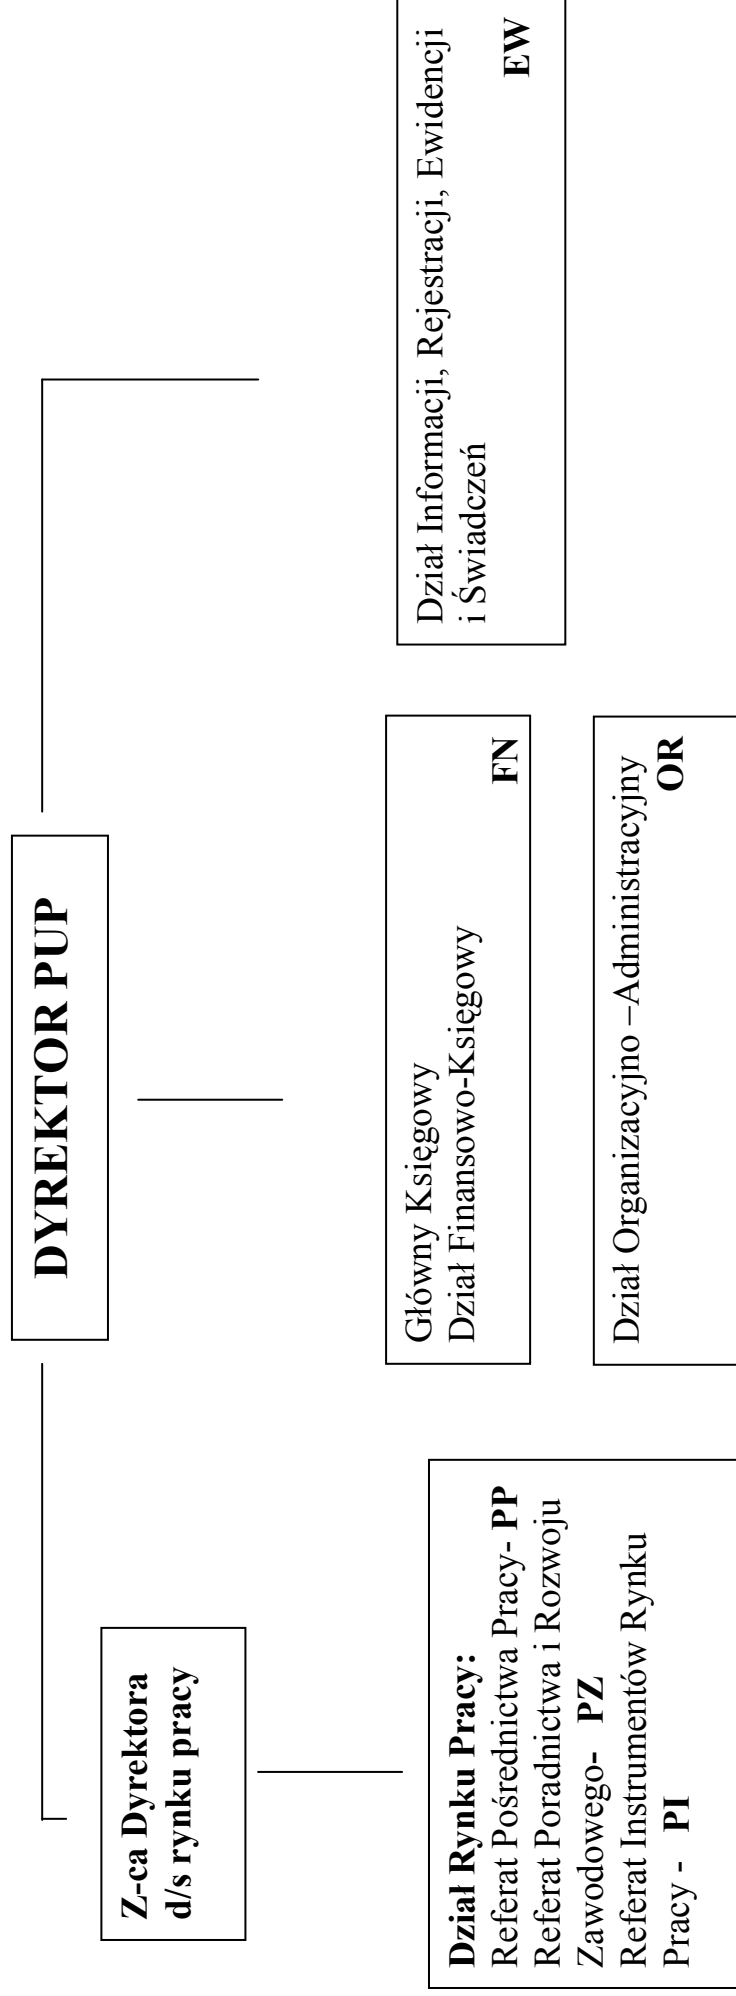 DYREKTOR PUP
Z-ca Dyrektora
d/s rynku pracy
Dział Rynku Pracy:
Referat Pośrednictwa Pracy- PP
Referat Poradnictwa i Rozwoju
Zawodowego- PZ
Referat Instrumentów Rynku
Pracy - PI
Główny Księgowy
Dział Finansowo-Księgowy
FN
Dział Organizacyjno –Administracyjny
OR
Dział Informacji, Rejestracji, Ewidencji
i Świadczeń
EW